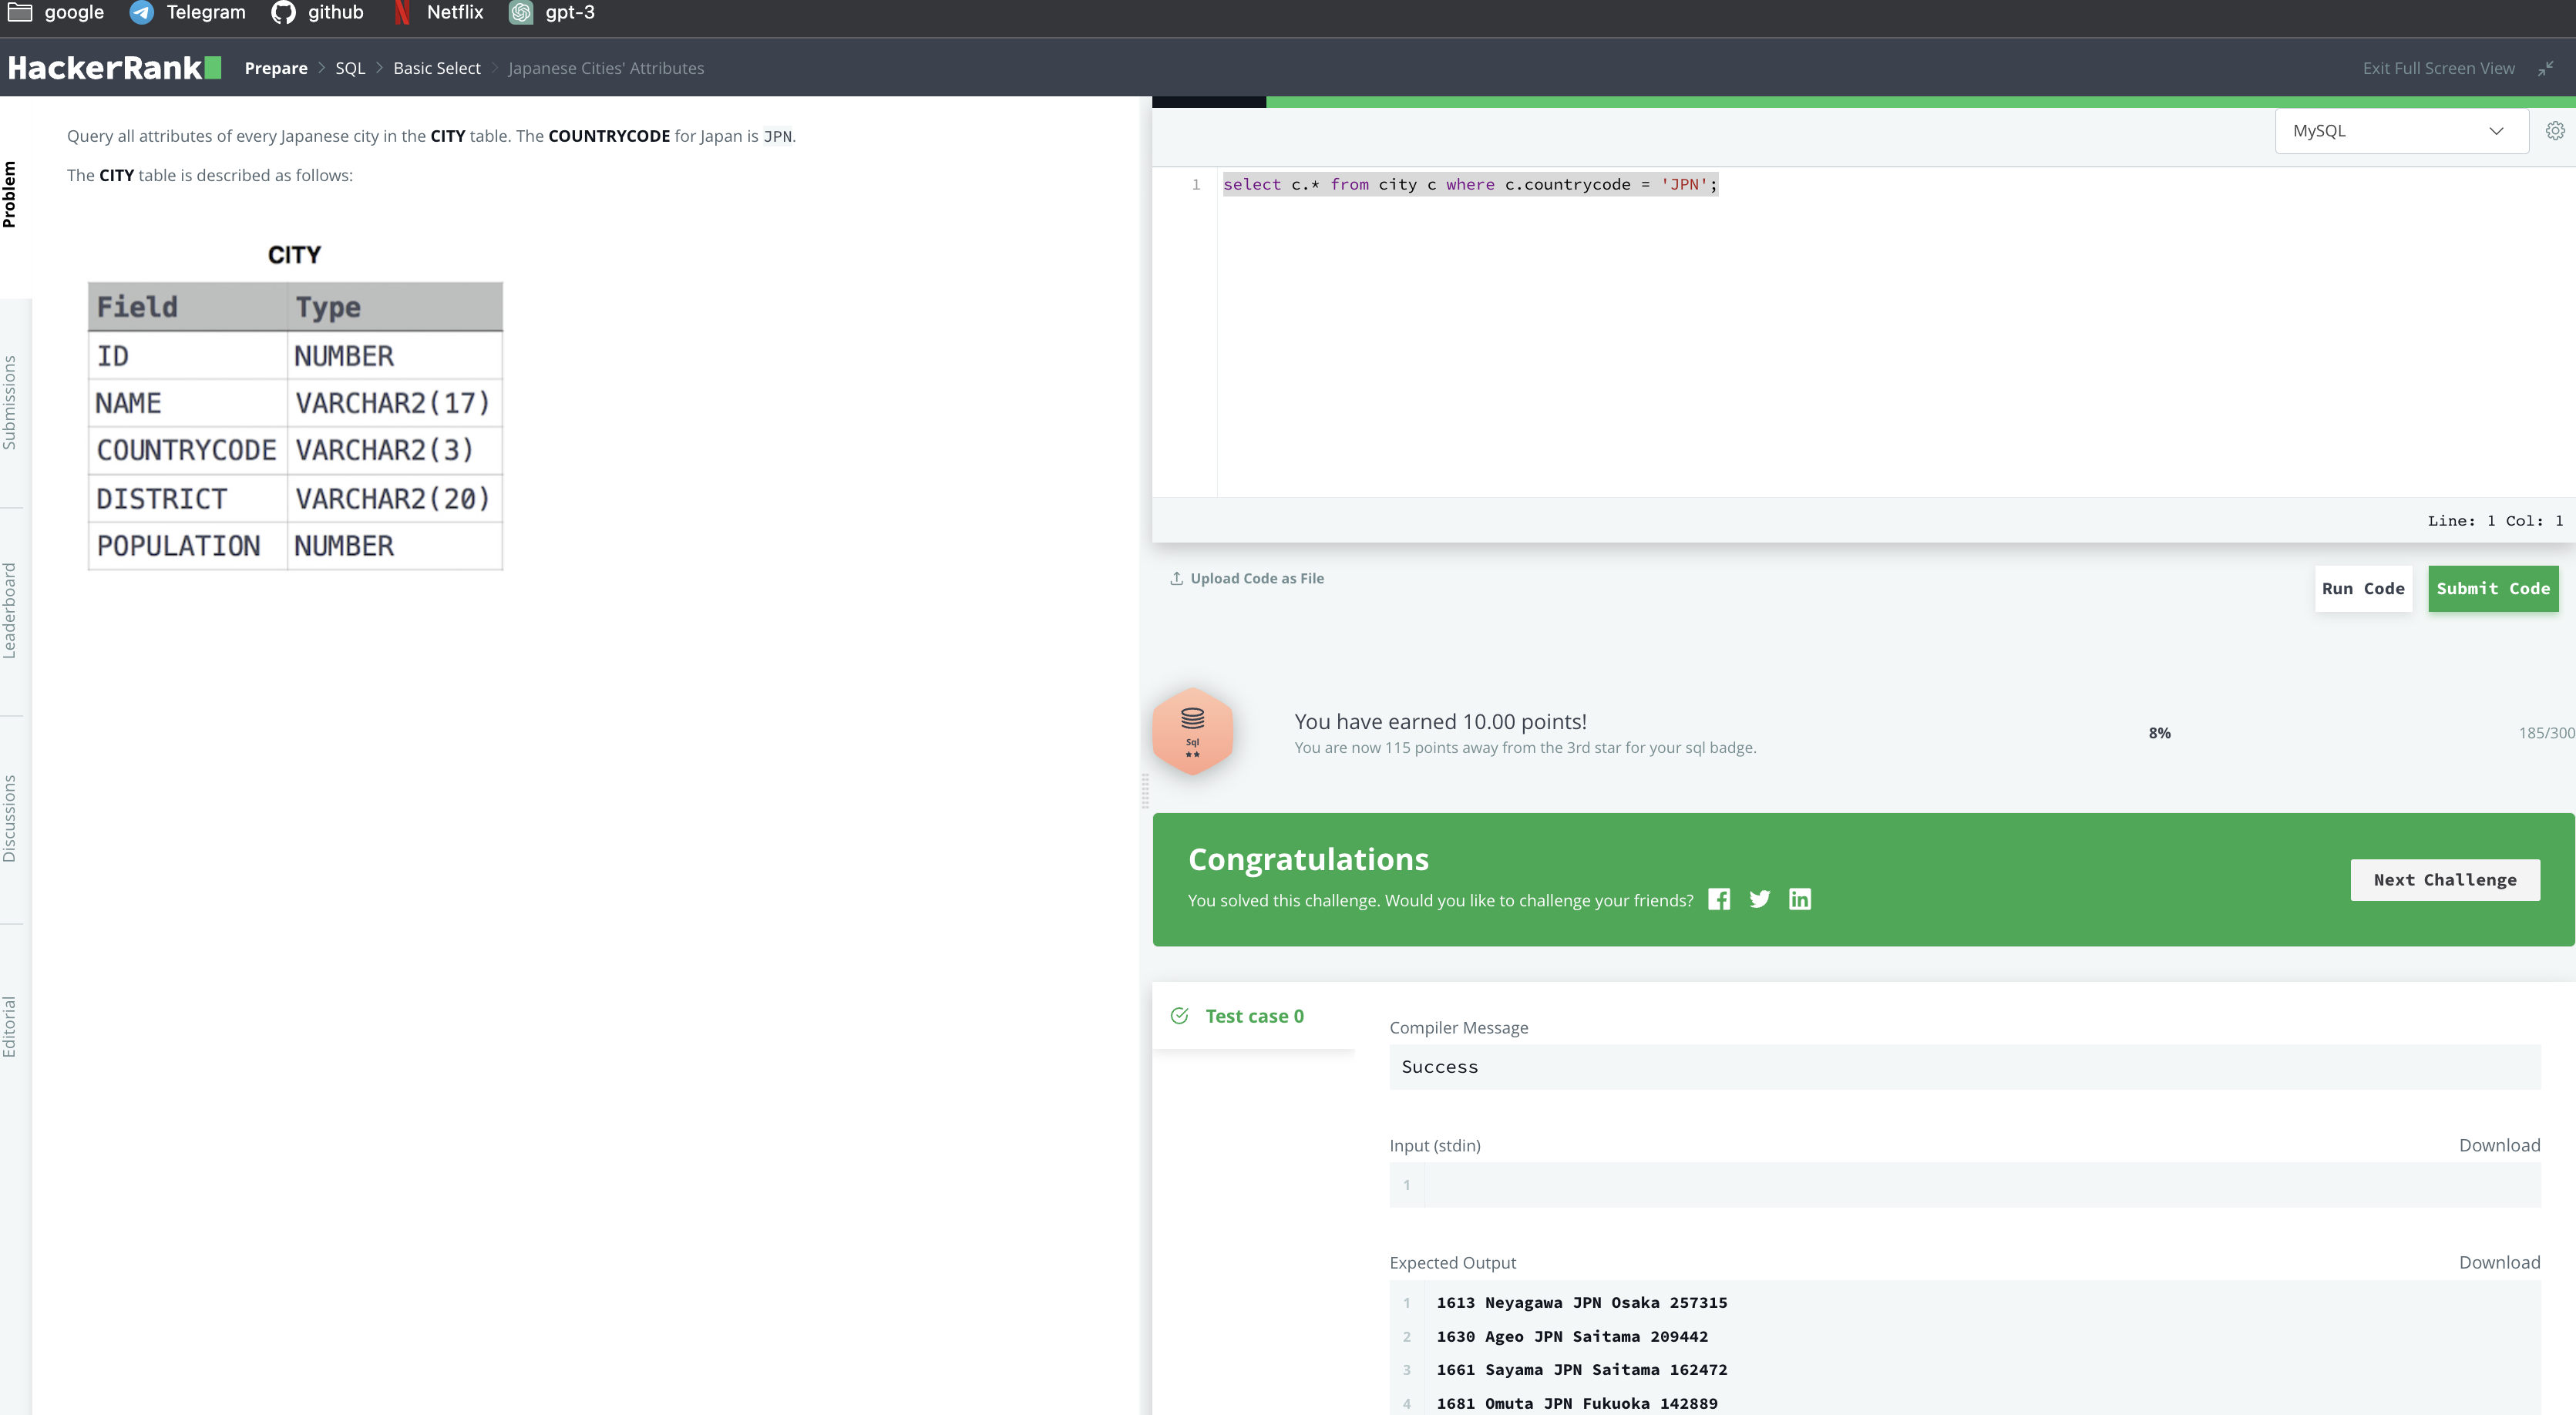 google Telegram github Netflix gpt-3
HackerRank Prepare > SQL > Basic Select > Japanese Cities' Attributes Exit Full Screen View
Problem
Submissions
Leaderboard
Discussions
Editorial
Query all attributes of every Japanese city in the CITY table. The COUNTRYCODE for Japan is JPN.
The CITY table is described as follows:
CITY
Field Type
ID NUMBER
NAME VARCHAR2(17)
COUNTRYCODE VARCHAR2(3)
DISTRICT VARCHAR2(20)
POPULATION NUMBER
MySQL
1 select c.* from city c where c.countrycode = 'JPN';
Line: 1 Col: 1
Upload Code as File
Run Code Submit Code
Sql
You have earned 10.00 points!
You are now 115 points away from the 3rd star for your sql badge.
8% 185/300
Congratulations
You solved this challenge. Would you like to challenge your friends?
Next Challenge
Test case 0
Compiler Message
Success
Input (stdin) Download
1
Expected Output Download
1 1613 Neyagawa JPN Osaka 257315
2 1630 Ageo JPN Saitama 209442
3 1661 Sayama JPN Saitama 162472
4 1681 Omuta JPN Fukuoka 142889